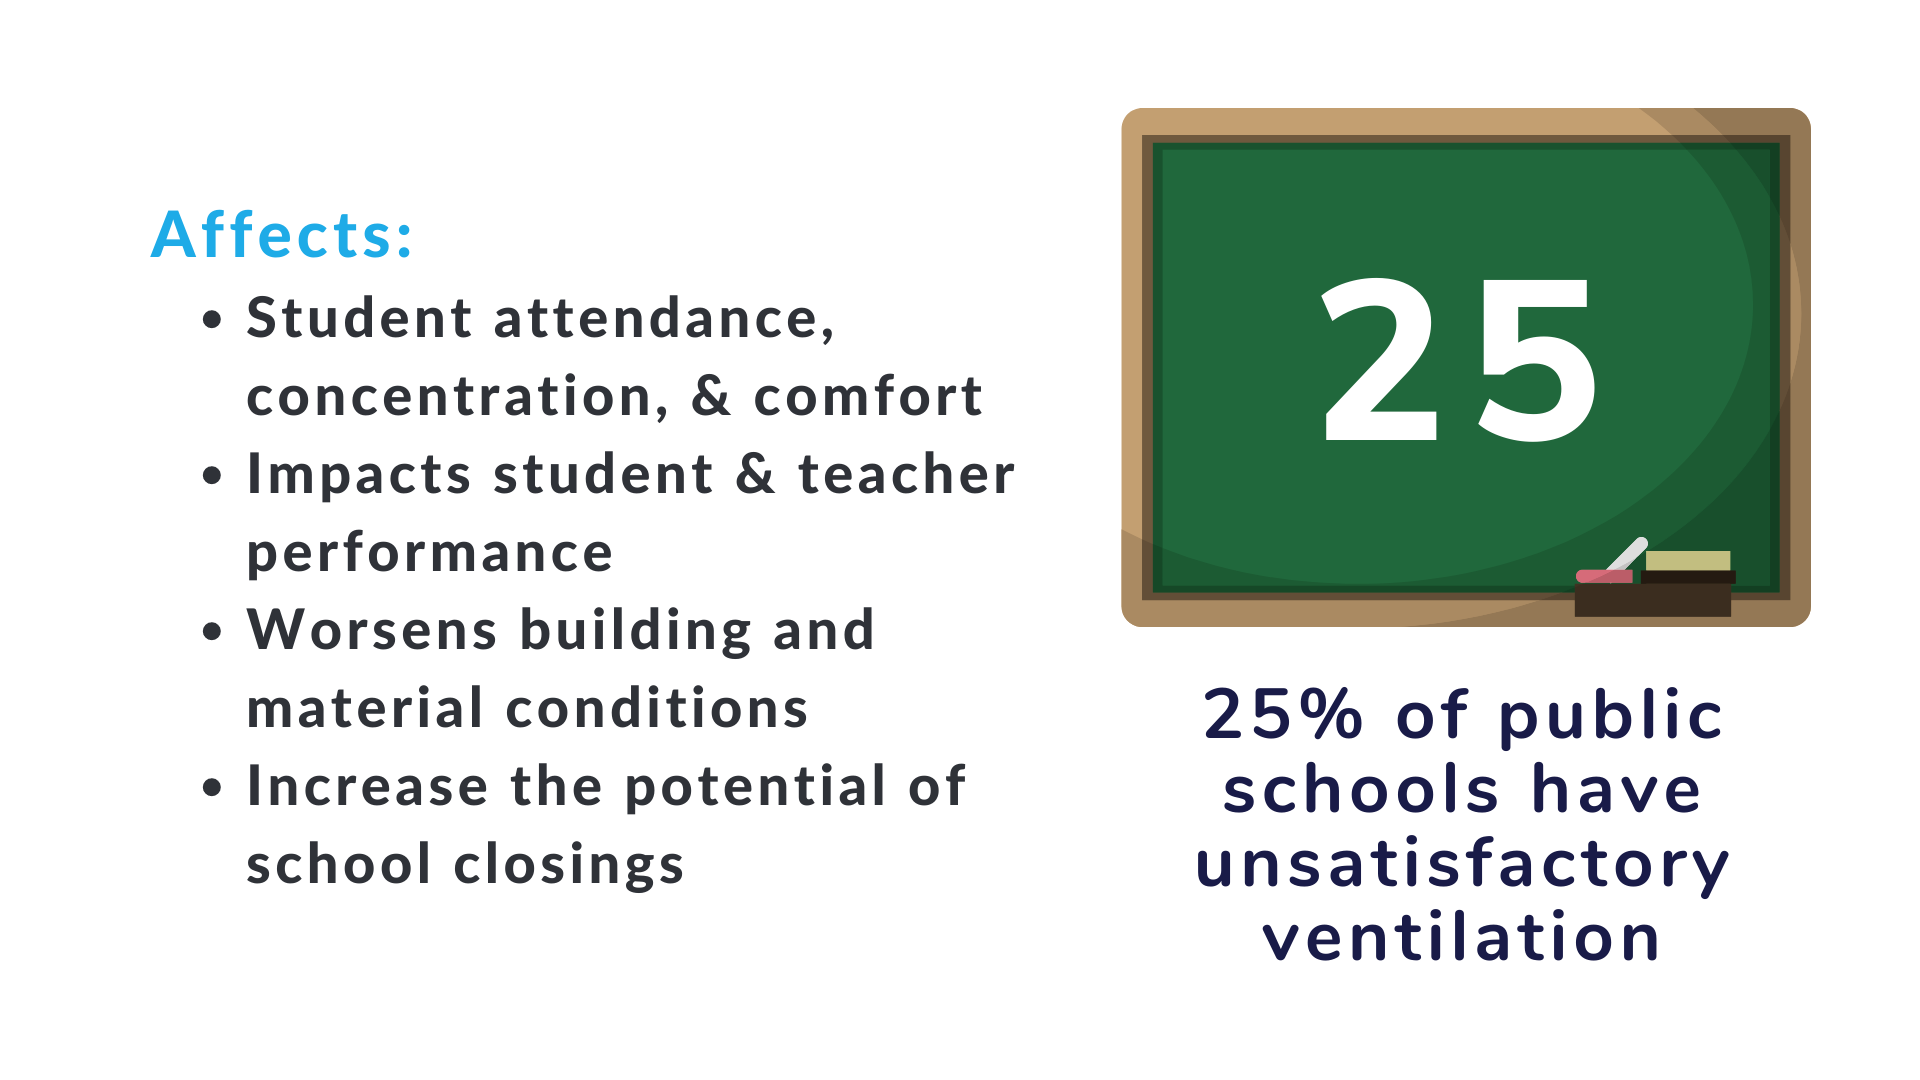 Affects:
• Student attendance,
concentration, & comfort
• Impacts student & teacher
performance
• Worsens building and
material conditions
• Increase the potential of
school closings
25
25% of public
schools have
unsatisfactory
ventilation